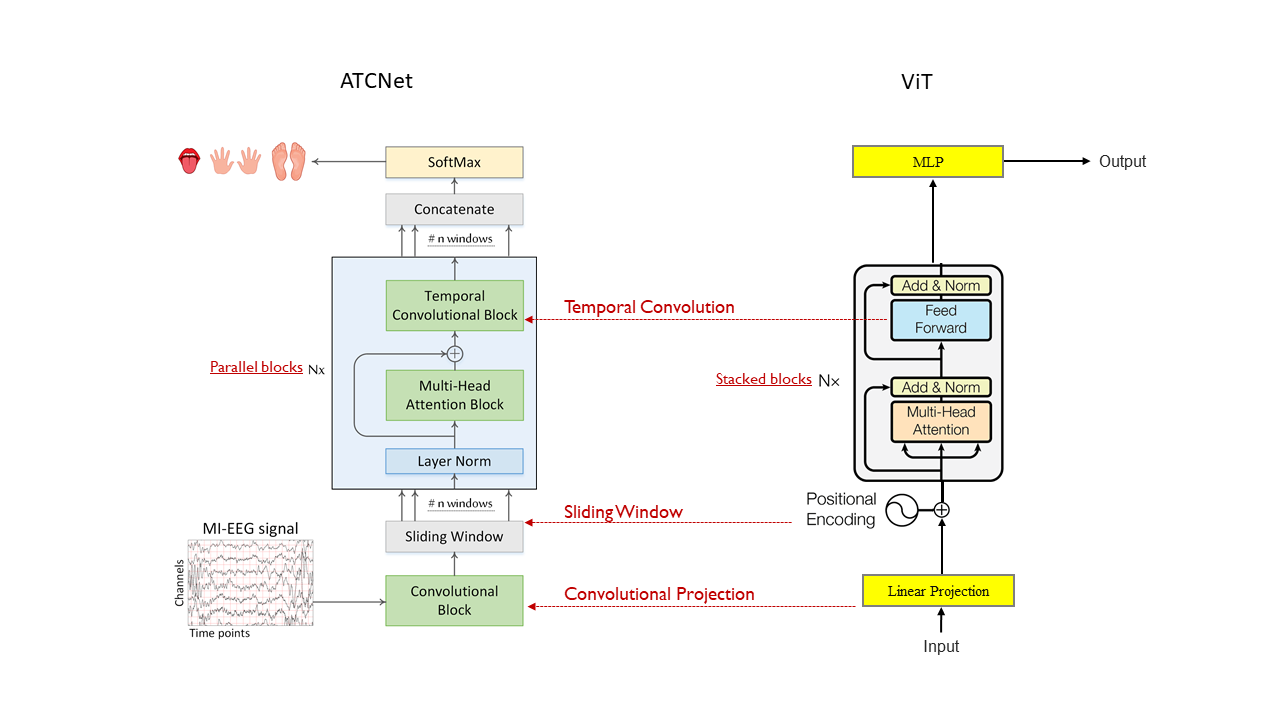 ATCNet
ViT
SoftMax
MLP
Output
Concatenate
# n windows
Temporal
Convolutional Block
Temporal Convolution
Add & Norm
Feed
Forward
Parallel blocks Nx
Multi-Head
Attention Block
Stacked blocks Nx
Add & Norm
Multi-Head
Attention
Layer Norm
# n windows
Sliding Window
Positional
Encoding
MI-EEG signal
Sliding Window
Channels
Time points
Convolutional
Block
Convolutional Projection
Linear Projection
Input